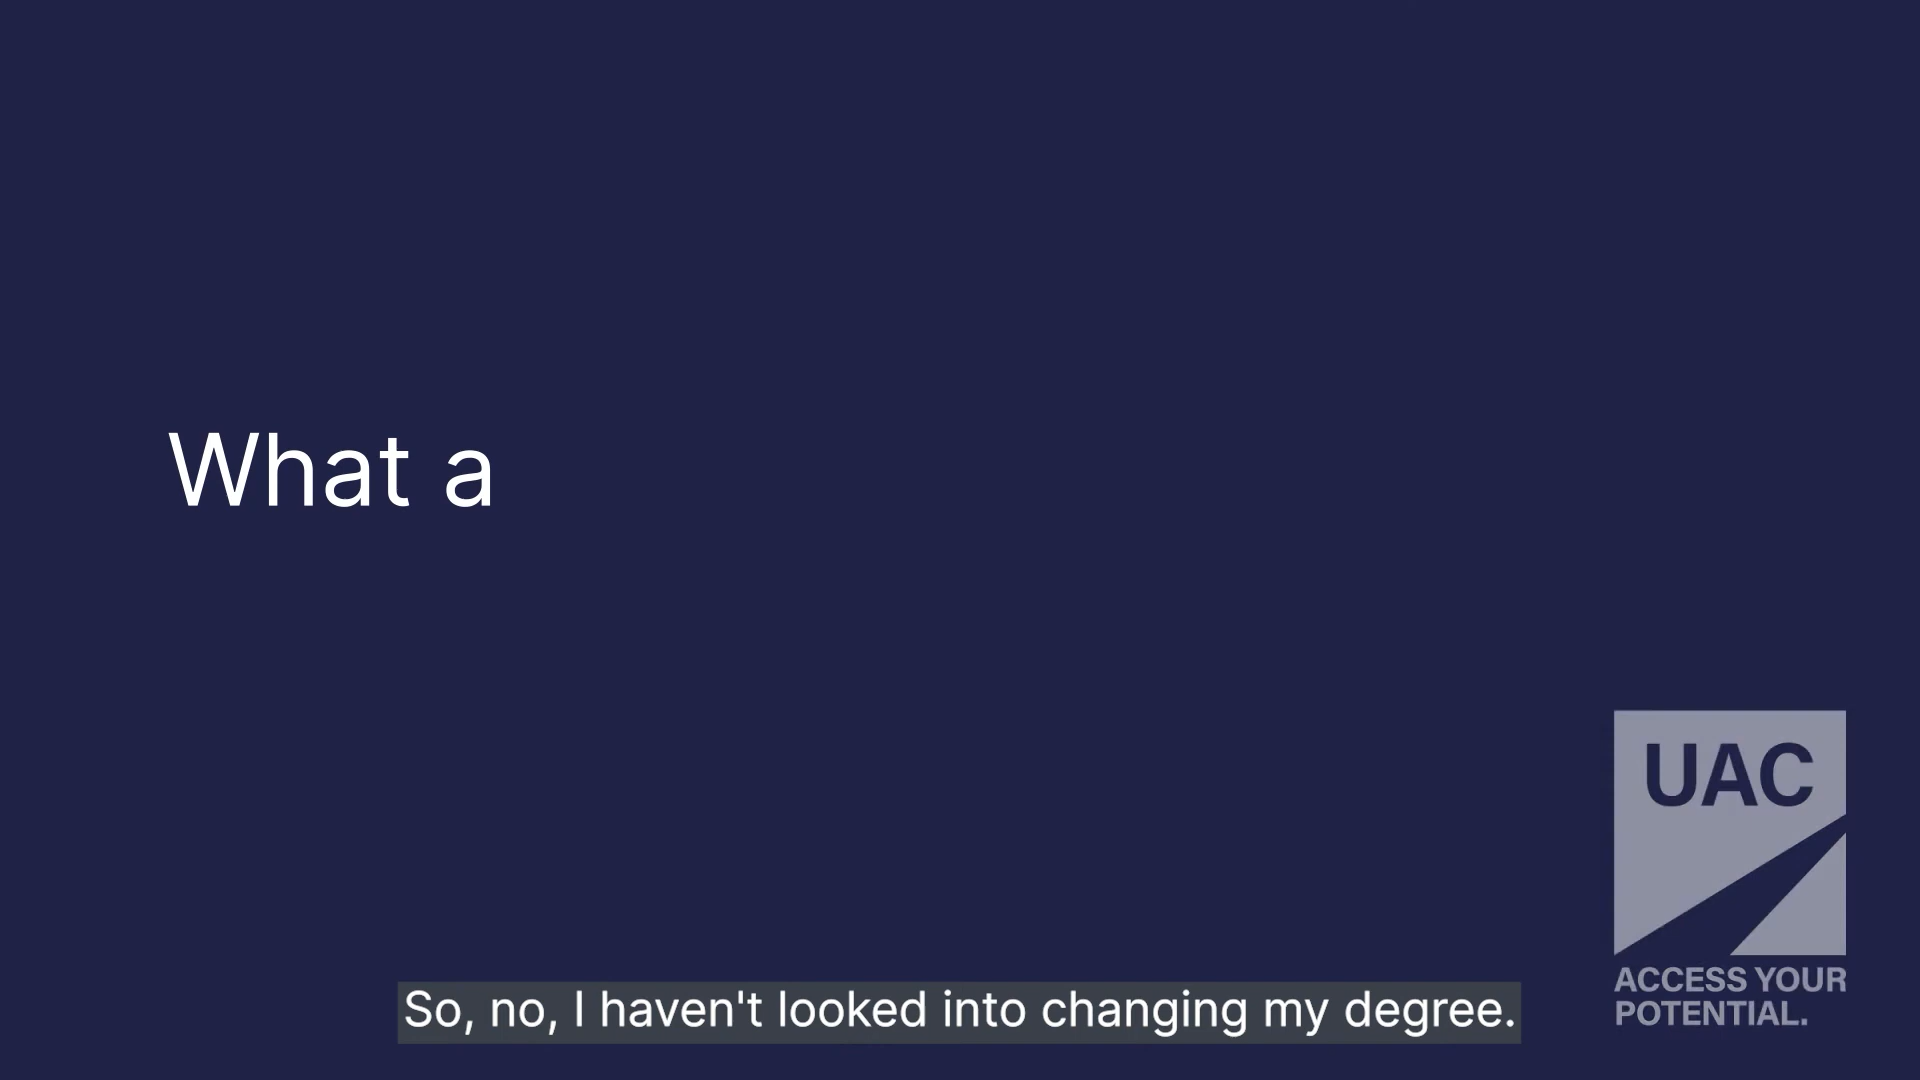 What a
UAC
ACCESS YOUR
POTENTIAL.
So, no, I haven't looked into changing my degree.